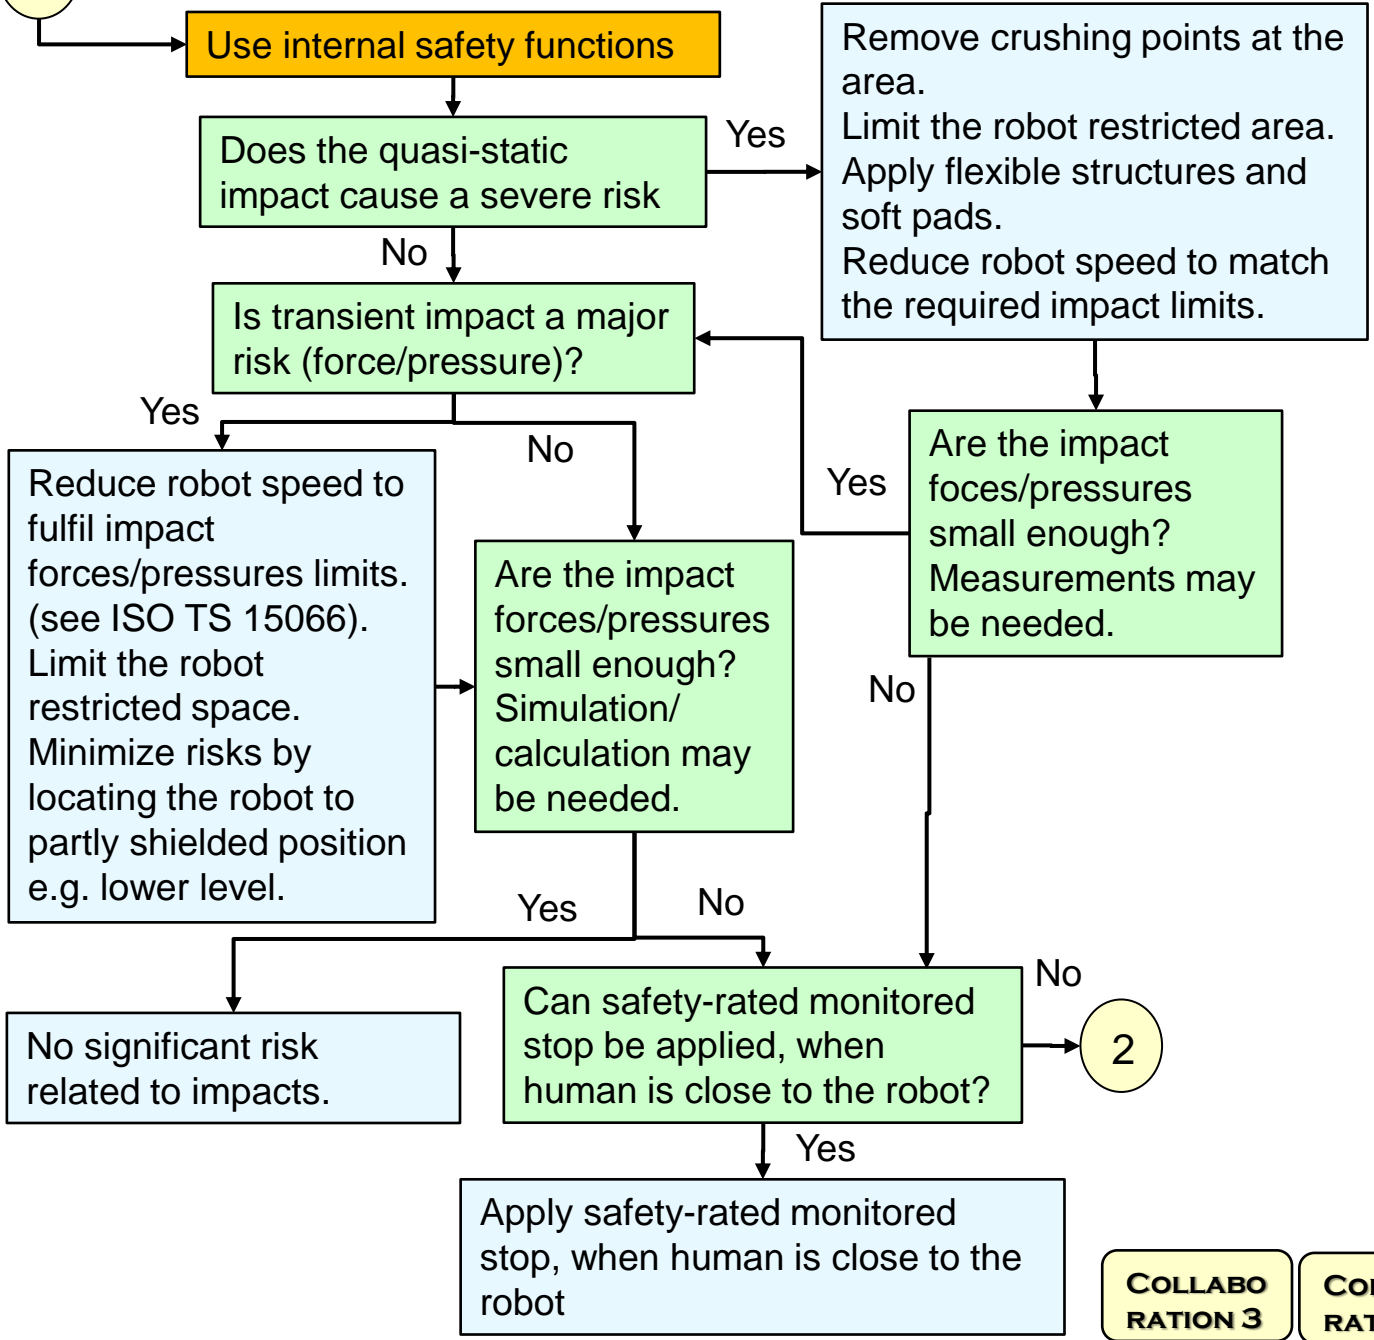 Use internal safety functions
Does the quasi-static
impact cause a severe risk
Yes
Remove crushing points at the
area.
Limit the robot restricted area.
Apply flexible structures and
soft pads.
Reduce robot speed to match
the required impact limits.
No
Is transient impact a major
risk (force/pressure)?
Yes
No
Yes
Are the impact
foces/pressures
small enough?
Measurements may
be needed.
Reduce robot speed to
fulfil impact
forces/pressures limits.
(see ISO TS 15066).
Limit the robot
restricted space.
Minimize risks by
locating the robot to
partly shielded position
e.g. lower level.
Are the impact
forces/pressures
small enough?
Simulation/
calculation may
be needed.
No
Yes
No
No significant risk
related to impacts.
Can safety-rated monitored
stop be applied, when
human is close to the robot?
No
2
Yes
Apply safety-rated monitored
stop, when human is close to the
robot
COLLABO
RATION 3